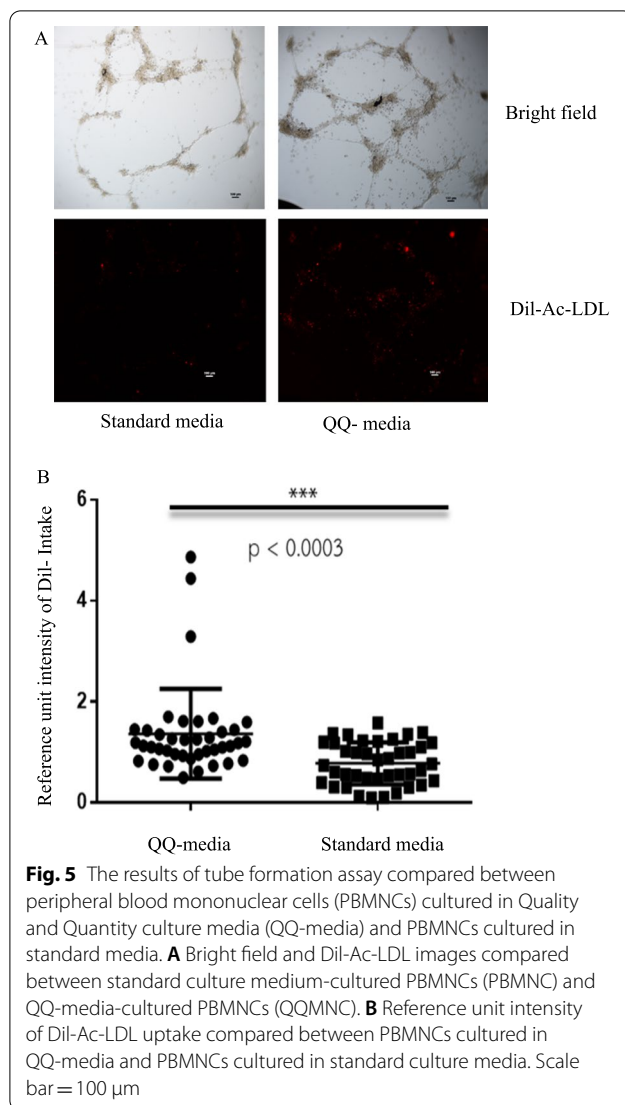 A
Bright field
Dil-Ac-LDL
Standard media
QQ- media
B
Reference unit intensity of Dil- Intake
6
4
2
0
***
p < 0.0003
QQ-media
Standard media
Fig. 5 The results of tube formation assay compared between
peripheral blood mononuclear cells (PBMNCs) cultured in Quality
and Quantity culture media (QQ-media) and PBMNCs cultured in
standard media. A Bright field and Dil-Ac-LDL images compared
between standard culture medium-cultured PBMNCs (PBMNC) and
QQ-media-cultured PBMNCs (QQMNC). B Reference unit intensity
of Dil-Ac-LDL uptake compared between PBMNCs cultured in
QQ-media and PBMNCs cultured in standard culture media. Scale
bar = 100 μm